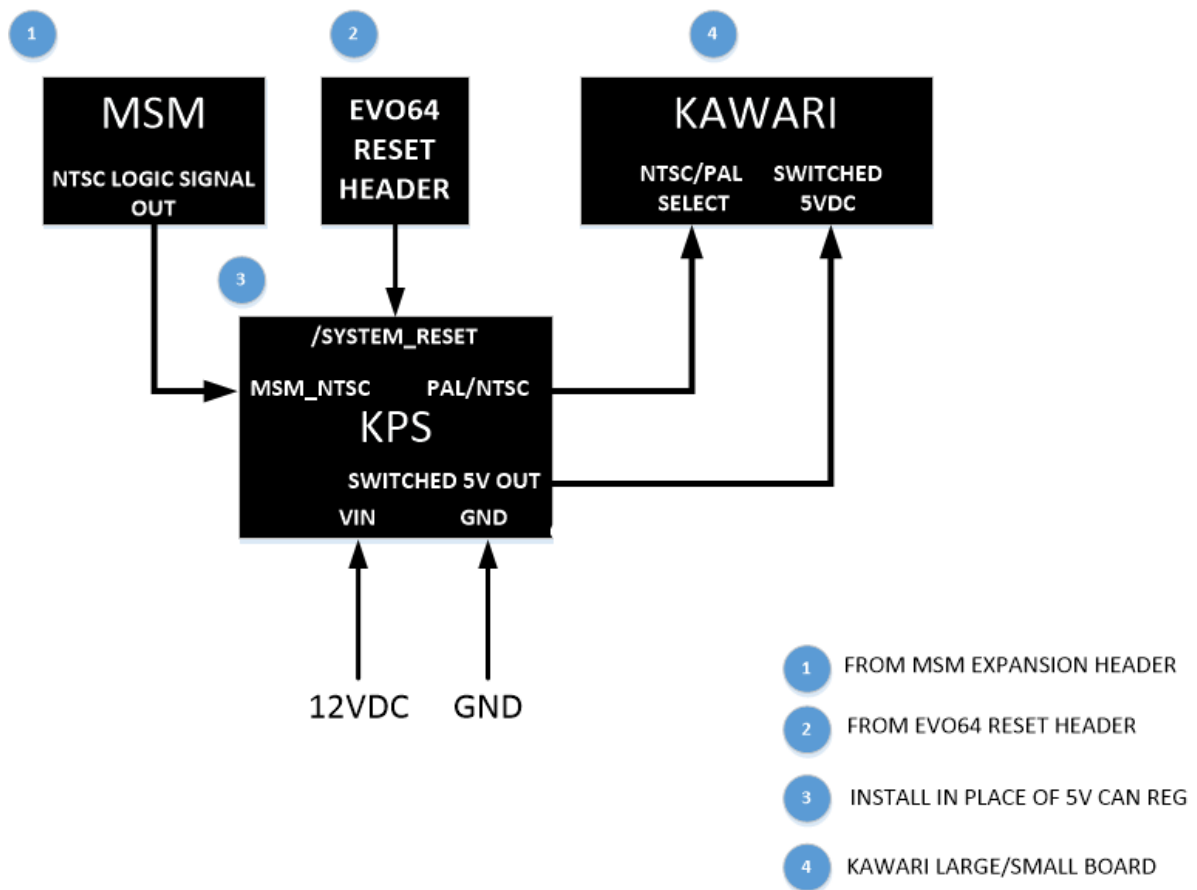 1
2
4
MSM
NTSC LOGIC SIGNAL
OUT
EVO64
RESET
HEADER
KAWARI
NTSC/PAL
SELECT
SWITCHED
5VDC
3
/SYSTEM_RESET
MSM_NTSC
PAL/NTSC
KPS
SWITCHED 5V OUT
VIN
GND
12VDC
GND
1 FROM MSM EXPANSION HEADER
2 FROM EVO64 RESET HEADER
3 INSTALL IN PLACE OF 5V CAN REG
4 KAWARI LARGE/SMALL BOARD